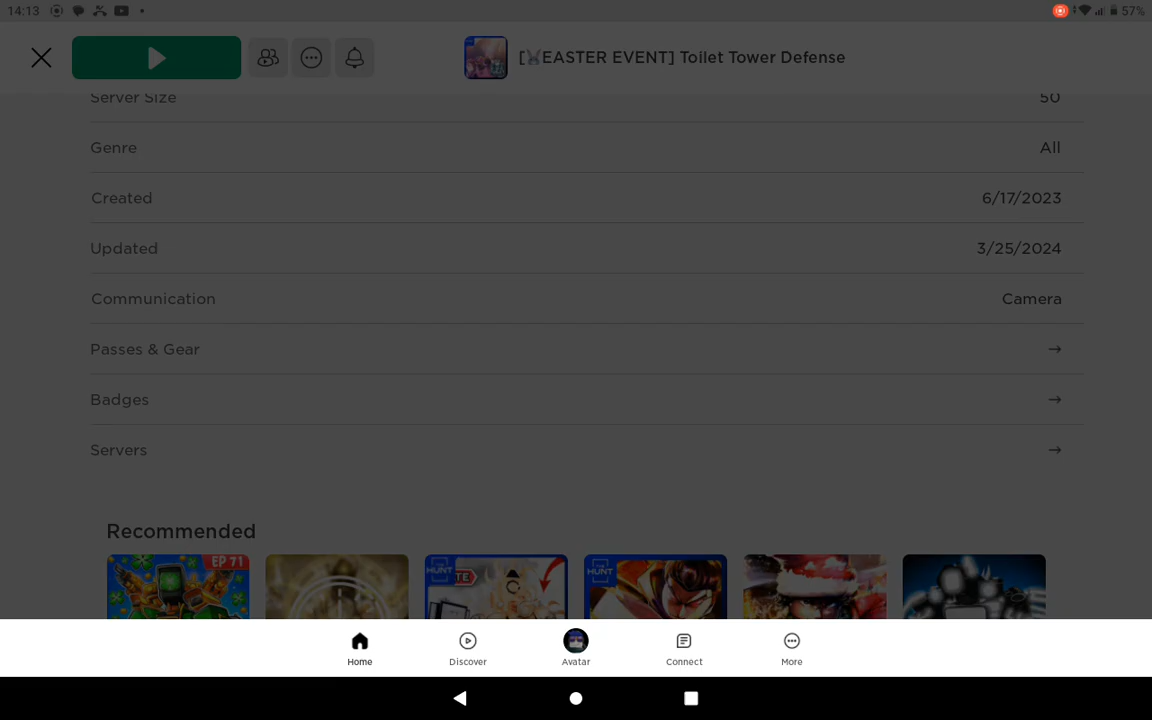 14:13
57%
[🐰EASTER EVENT] Toilet Tower Defense
Server Size 50
Genre All
Created 6/17/2023
Updated 3/25/2024
Communication Camera
Passes & Gear →
Badges →
Servers →
Recommended
EP 71
HUNT
HUNT
Home Discover Avatar Connect More